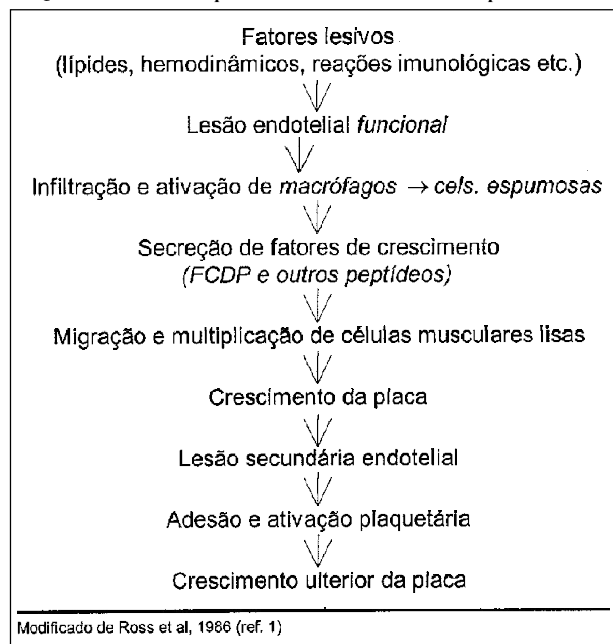 Fatores lesivos
(lípides, hemodinâmicos, reações imunológicas etc.)
Lesão endotelial funcional
Infiltração e ativação de macrófagos → cels. espumosas
Secreção de fatores de crescimento
(FCDP e outros peptídeos)
Migração e multiplicação de células musculares lisas
Crescimento da placa
Lesão secundária endotelial
Adesão e ativação plaquetária
Crescimento ulterior da placa
Modificado de Ross et al, 1986 (ref. 1)